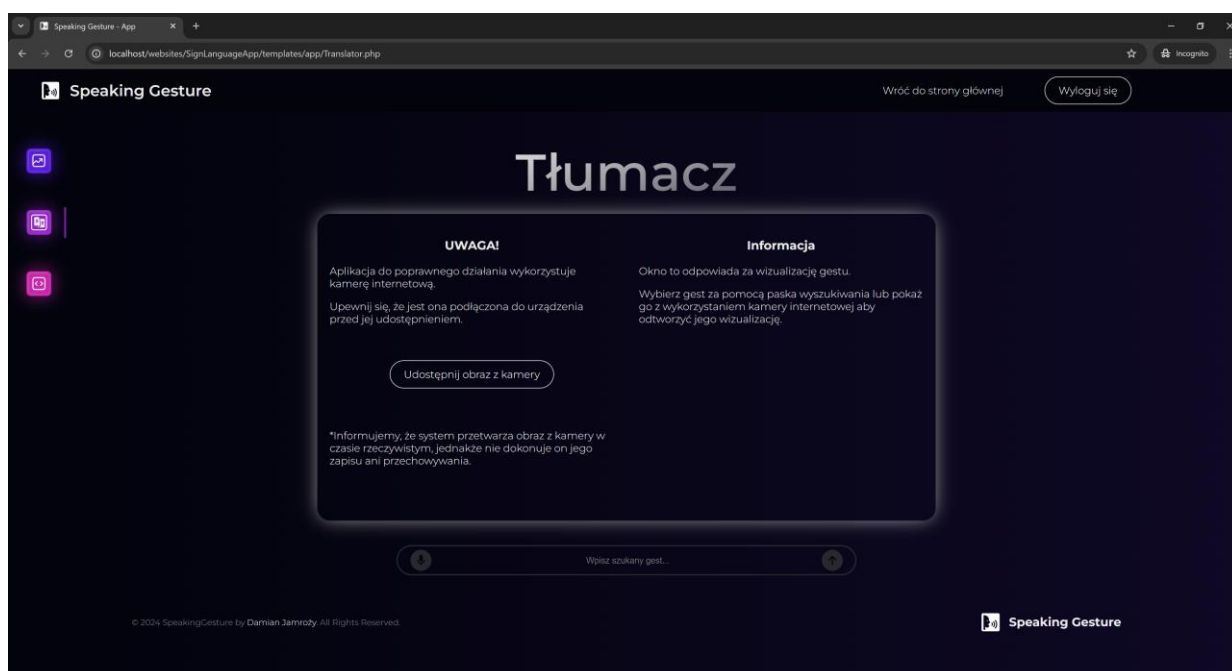 Speaking Gesture - App
localhost/websites/SignLanguageApp/templates/app/Translator.php
Incognito
Speaking Gesture
Wróć do strony głównej
Wyloguj się
Tłumacz
UWAGA!
Aplikacja do poprawnego działania wykorzystuje
kamerę internetową.
Upewnij się, że jest ona podłączona do urządzenia
przed jej udostępnieniem.
Udostępnij obraz z kamery
*Informujemy, że system przetwarza obraz z kamery w
czasie rzeczywistym, jednakże nie dokonuje on jego
zapisu ani przechowywania.
Informacja
Okno to odpowiada za wizualizację gestu.
Wybierz gest za pomocą paska wyszukiwania lub pokaż
go z wykorzystaniem kamery internetowej aby
odtworzyć jego wizualizację.
Wpisz szukany gest...
© 2024 SpeakingGesture by Damian Jamroży. All Rights Reserved.
Speaking Gesture